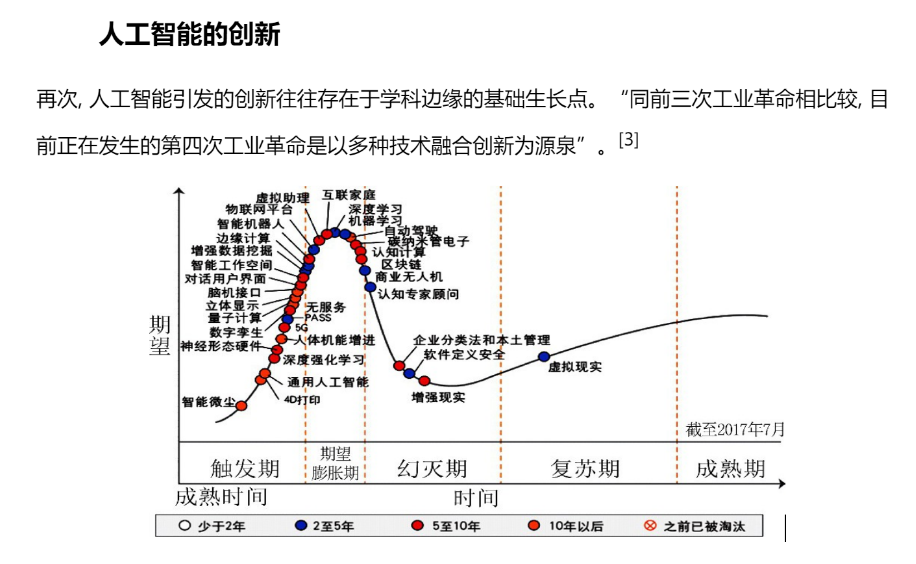 人工智能的创新
再次, 人工智能引发的创新往往存在于学科边缘的基础生长点。 “同前三次工业革命相比较, 目
前正在发生的第四次工业革命是以多种技术融合创新为源泉”。[3]
虚拟助理
互联家庭
物联网平台
深度学习
智能机器人
机器学习
边缘计算
自动驾驶
增强数据挖掘
碳纳米管电子
智能工作空间
认知计算
对话用户界面
区块链
脑机接口
商业无人机
立体显示
认知专家顾问
量子计算
无服务
PASS
数字孪生
5G
神经形态硬件
人体机能增进
深度强化学习
通用人工智能
智能微尘
4D打印
企业分类法和本土管理
软件定义安全
增强现实
虚拟现实
期望
截至2017年7月
触发期
期望
膨胀期
幻灭期
复苏期
成熟期
成熟时间
时间
少于2年
2至5年
5至10年
10年以后
之前已被淘汰